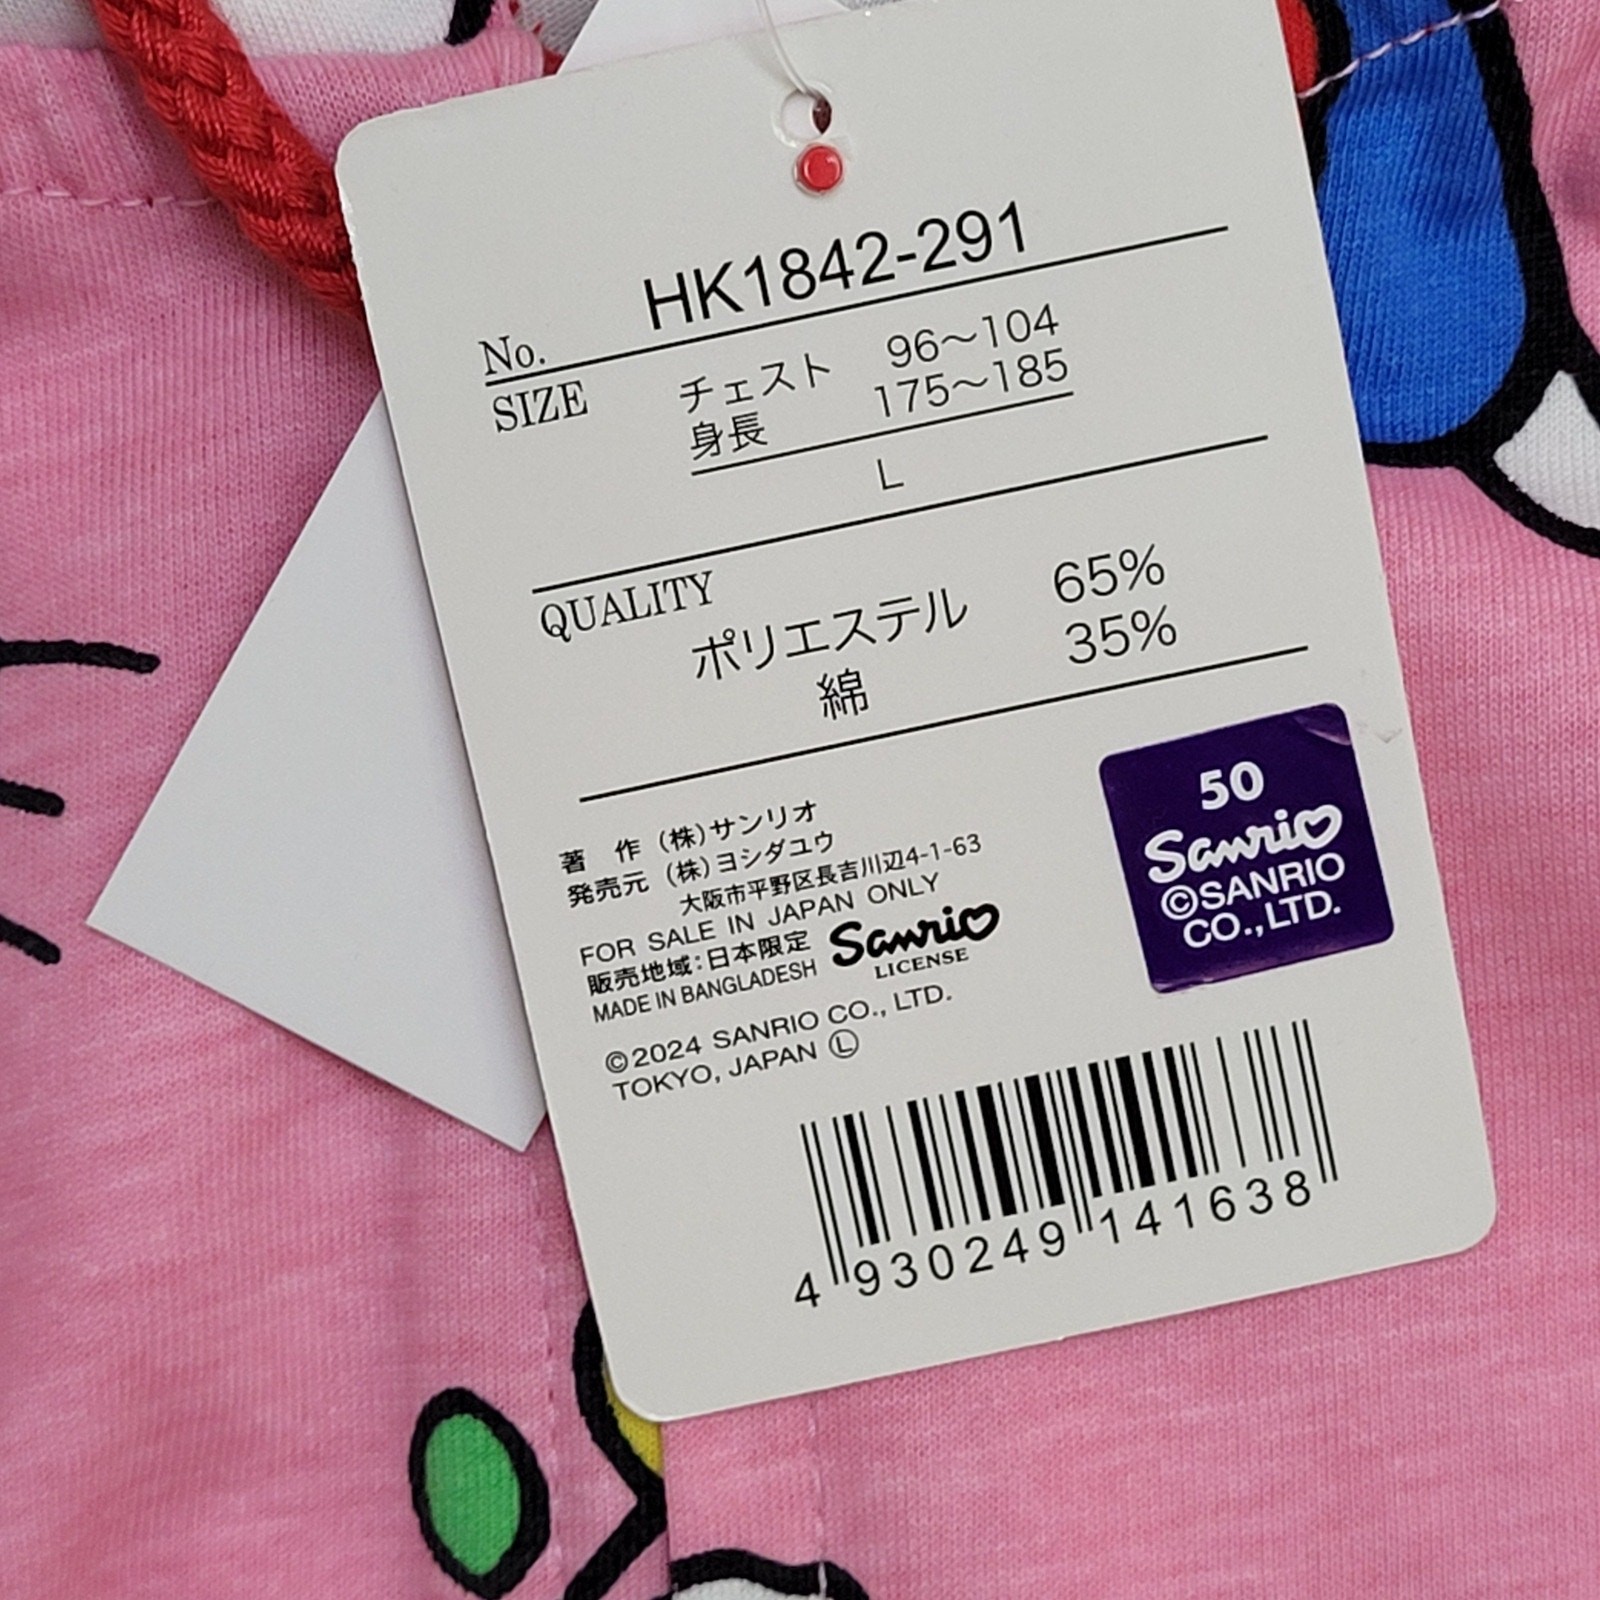 No. HK1842-291
SIZE チェスト 96〜104
身長 175〜185
L
QUALITY
ポリエステル 65%
綿 35%
著 作 (株)サンリオ
発売元 (株)ヨシダユウ
大阪市平野区長吉川辺4-1-63
FOR SALE IN JAPAN ONLY
販売地域:日本限定
MADE IN BANGLADESH
Sanrio
LICENSE
©2024 SANRIO CO., LTD.
TOKYO, JAPAN Ⓛ
50
Sanrio
©SANRIO
CO.,LTD.
4 930249 141638